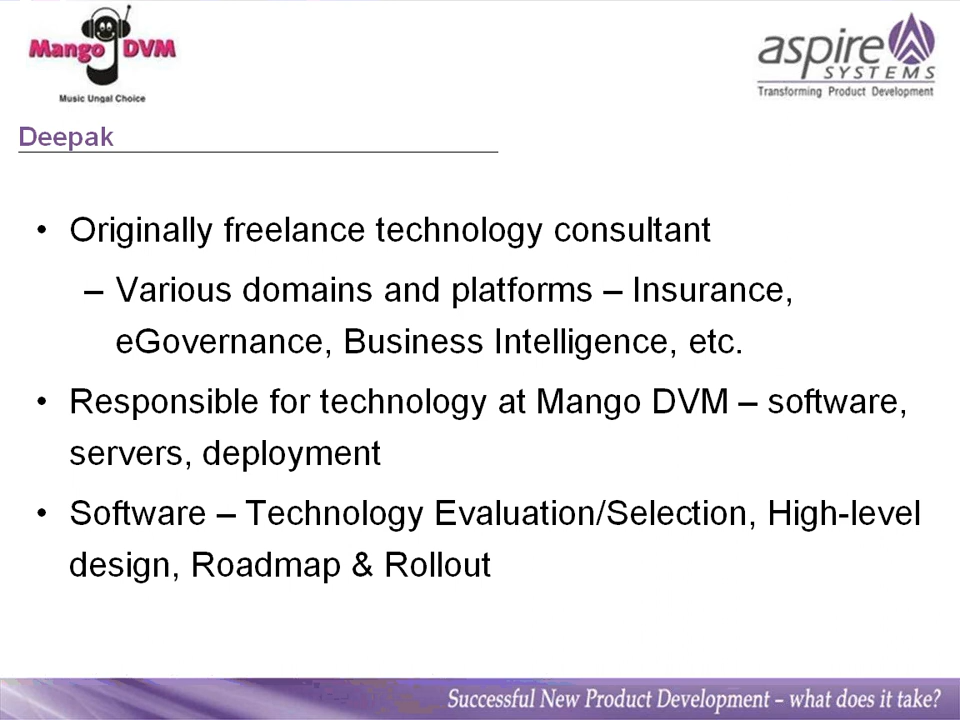 Mango DVM
Music Ungal Choice
aspire
SYSTEMS
Transforming Product Development
Deepak
• Originally freelance technology consultant
– Various domains and platforms – Insurance,
eGovernance, Business Intelligence, etc.
• Responsible for technology at Mango DVM – software,
servers, deployment
• Software – Technology Evaluation/Selection, High-level
design, Roadmap & Rollout
Successful New Product Development – what does it take?